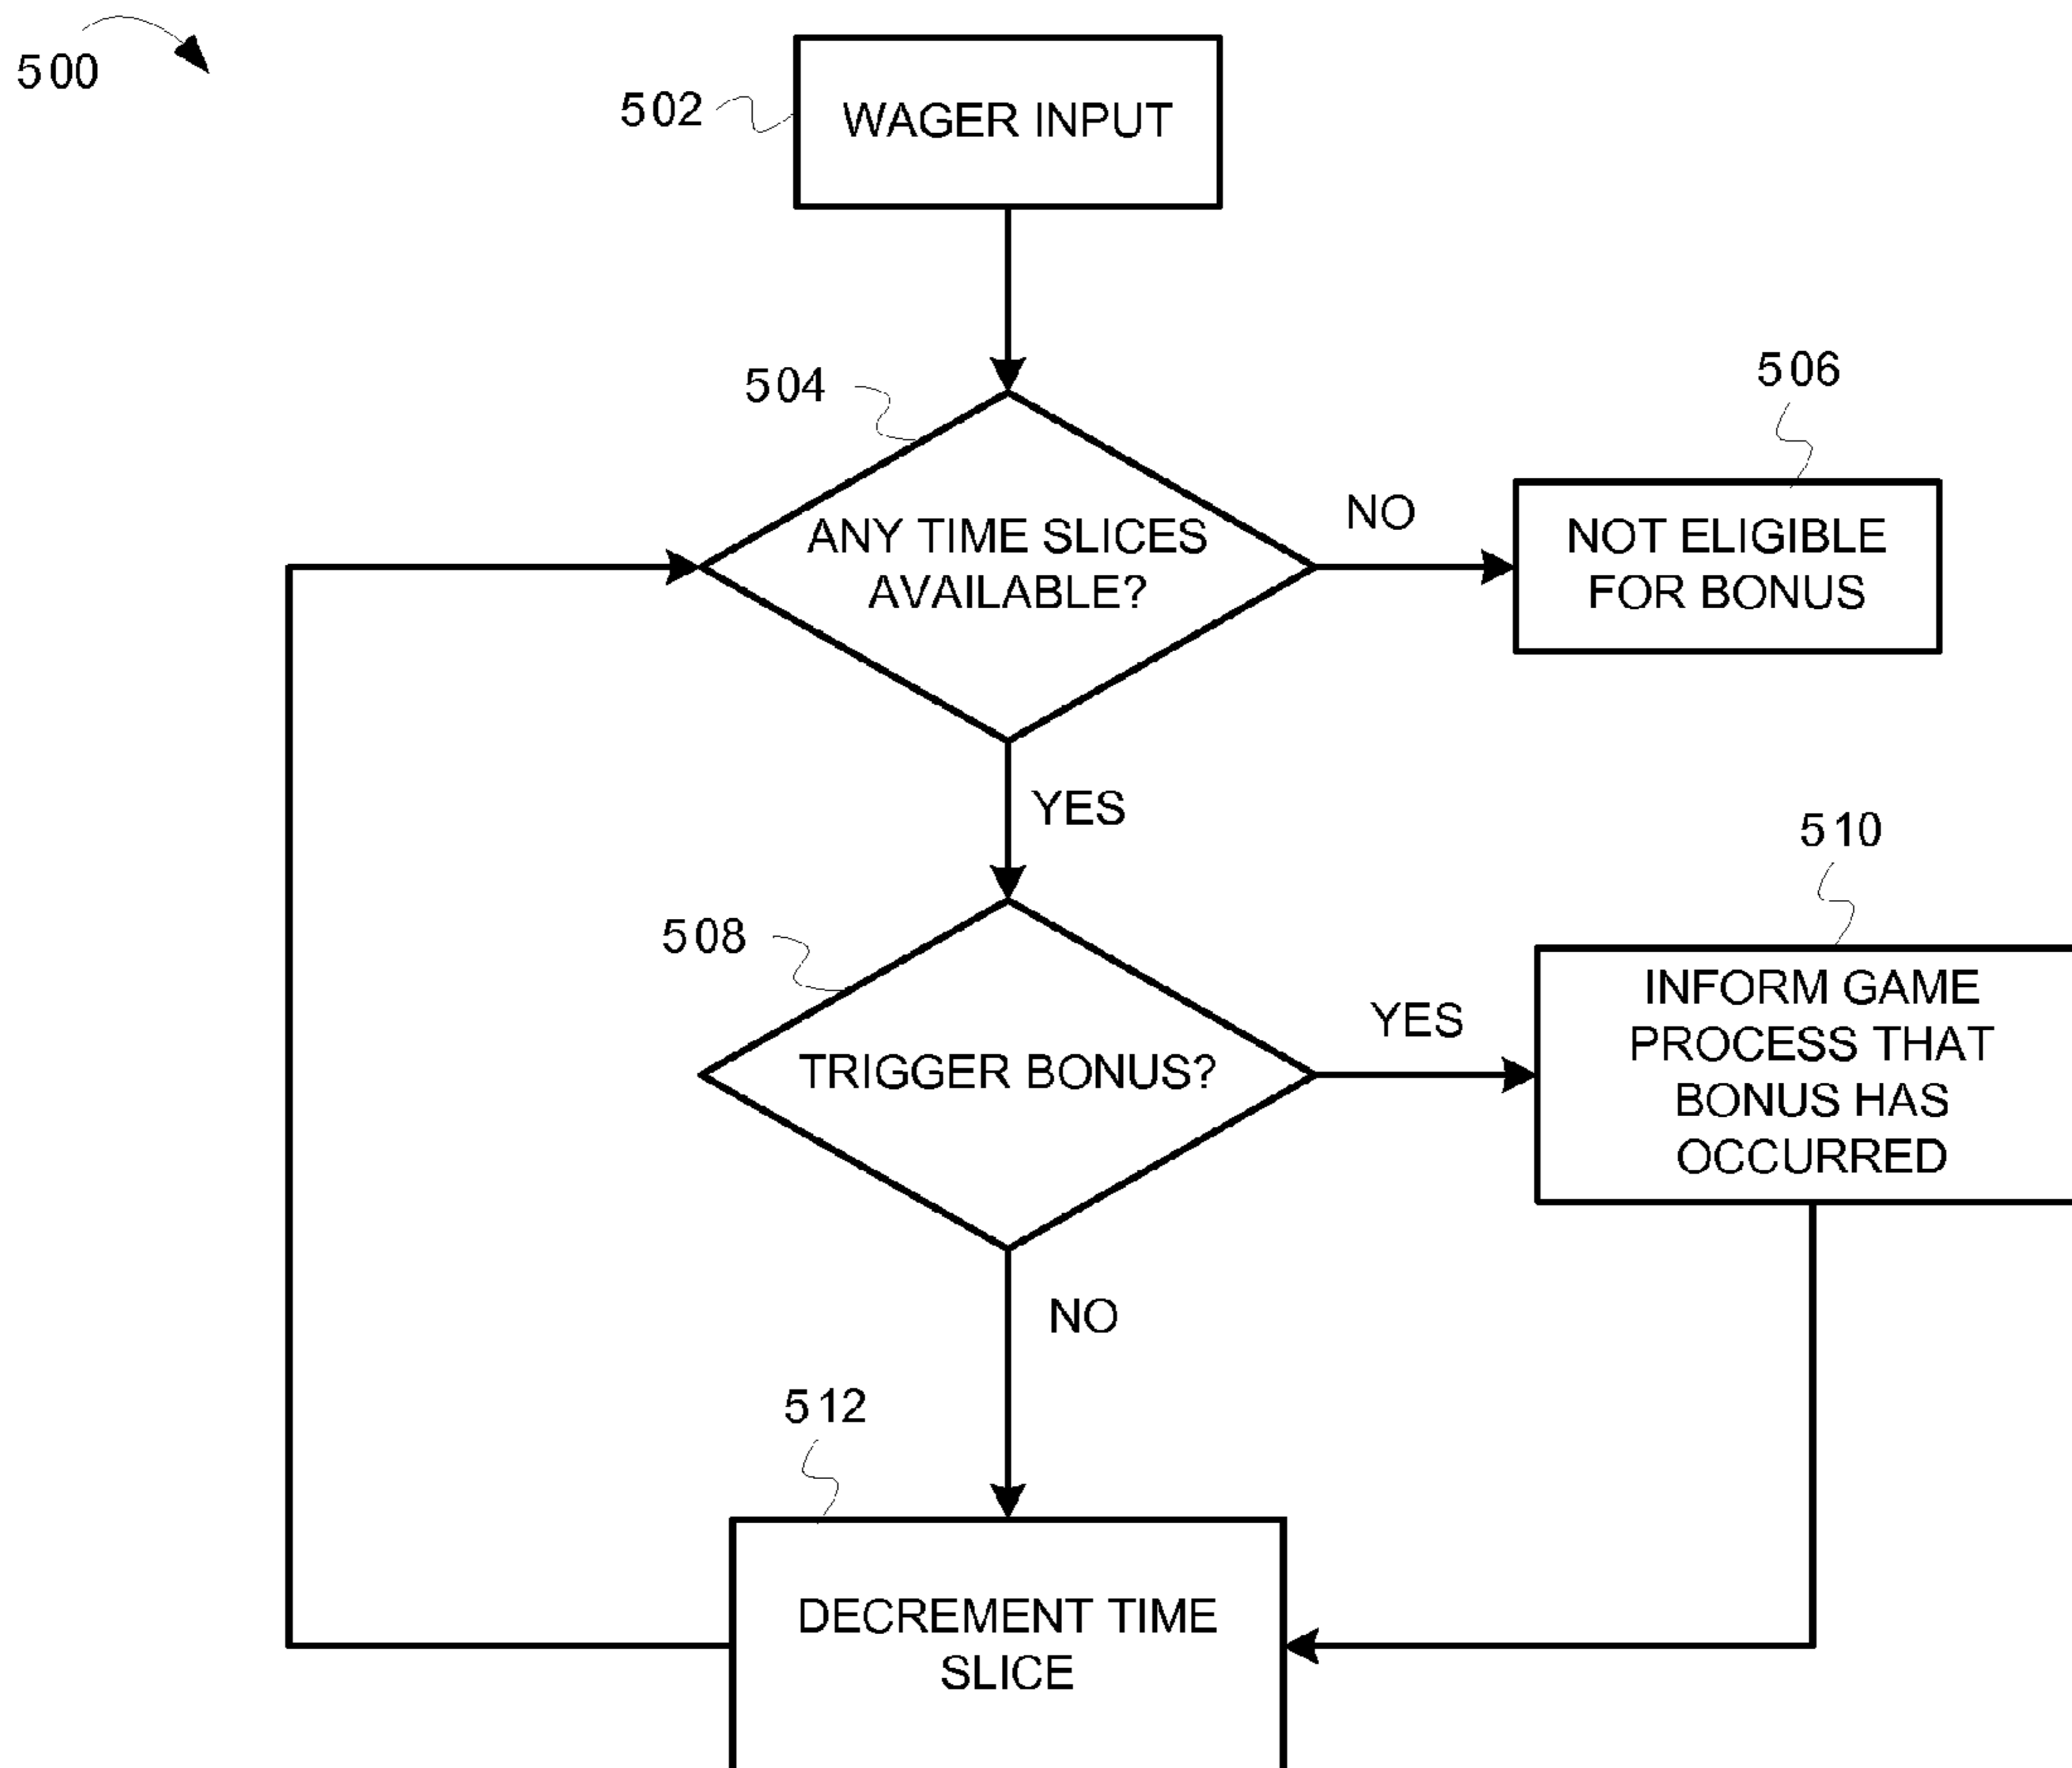 500
502
WAGER INPUT
504
506
ANY TIME SLICES
AVAILABLE?
NO
NOT ELIGIBLE
FOR BONUS
YES
508
510
TRIGGER BONUS?
YES
INFORM GAME
PROCESS THAT
BONUS HAS
OCCURRED
NO
512
DECREMENT TIME
SLICE